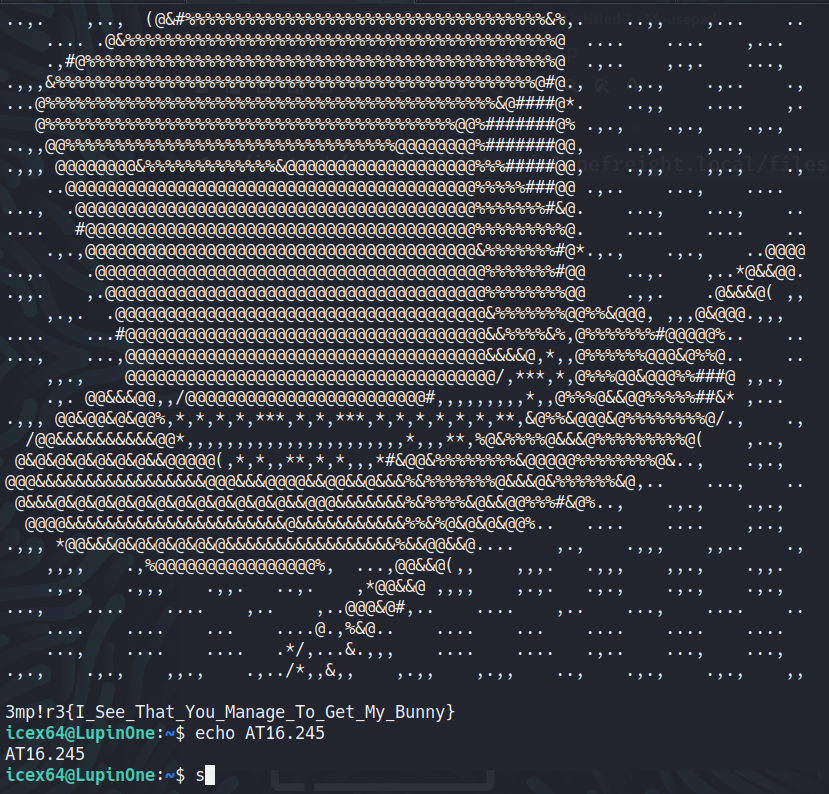 3mp!r3{I_See_That_You_Manage_To_Get_My_Bunny}
icex64@LupinOne:~$ echo AT16.245
AT16.245
icex64@LupinOne:~$ s